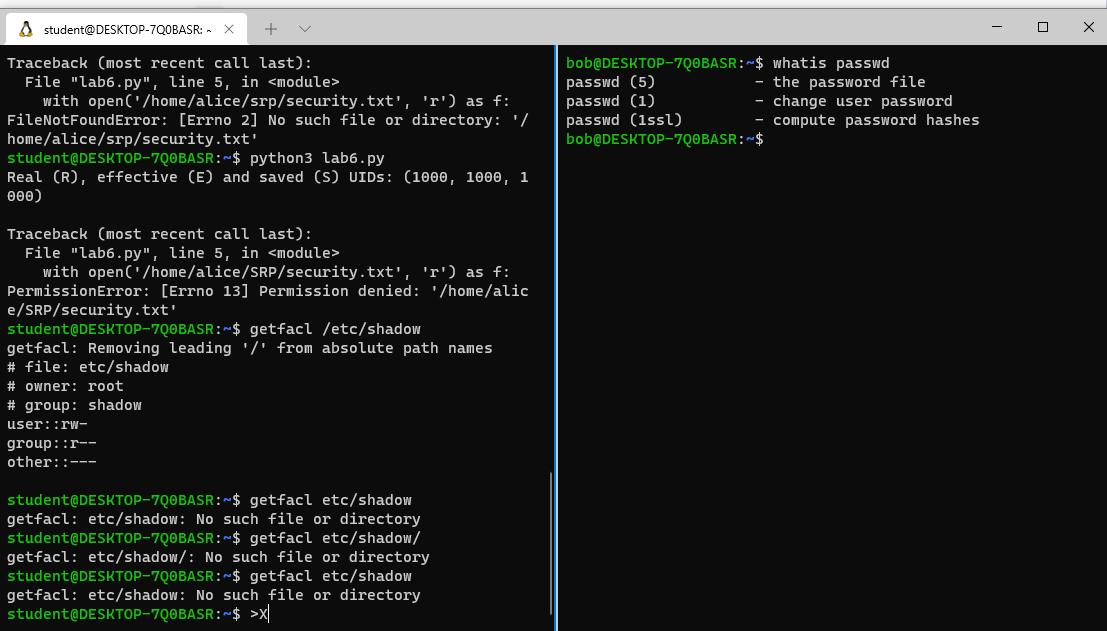 student@DESKTOP-7Q0BASR: ~
Traceback (most recent call last):
  File "lab6.py", line 5, in <module>
    with open('/home/alice/srp/security.txt', 'r') as f:
FileNotFoundError: [Errno 2] No such file or directory: '/
home/alice/srp/security.txt'
student@DESKTOP-7Q0BASR:~$ python3 lab6.py
Real (R), effective (E) and saved (S) UIDs: (1000, 1000, 1
000)

Traceback (most recent call last):
  File "lab6.py", line 5, in <module>
    with open('/home/alice/SRP/security.txt', 'r') as f:
PermissionError: [Errno 13] Permission denied: '/home/alic
e/SRP/security.txt'
student@DESKTOP-7Q0BASR:~$ getfacl /etc/shadow
getfacl: Removing leading '/' from absolute path names
# file: etc/shadow
# owner: root
# group: shadow
user::rw-
group::r--
other::---

student@DESKTOP-7Q0BASR:~$ getfacl etc/shadow
getfacl: etc/shadow: No such file or directory
student@DESKTOP-7Q0BASR:~$ getfacl etc/shadow/
getfacl: etc/shadow/: No such file or directory
student@DESKTOP-7Q0BASR:~$ getfacl etc/shadow
getfacl: etc/shadow: No such file or directory
student@DESKTOP-7Q0BASR:~$ >X
bob@DESKTOP-7Q0BASR:~$ whatis passwd
passwd (5)           - the password file
passwd (1)           - change user password
passwd (1ssl)        - compute password hashes
bob@DESKTOP-7Q0BASR:~$